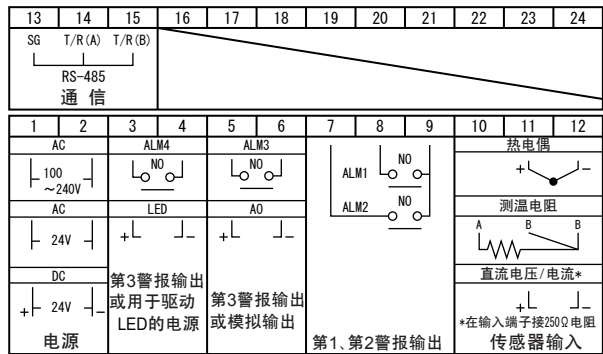 13 14 15 16 17 18 19 20 21 22 23 24
SG T/R(A) T/R(B)
RS-485
通信
1 2 3 4 5 6 7 8 9 10 11 12
AC ALM4 ALM3 热电偶
100
～240V
NO
NO
ALM1 NO
+ -
AC LED AO ALM2 NO 测温电阻
24V
+ -
+ -
A B B
DC
+ 24V -
第3警报输出
或用于驱动
LED的电源
第3警报输出
或模拟输出
直流电压/电流*
+ -
*在输入端子接250Ω电阻
电源 第1、第2警报输出 传感器输入